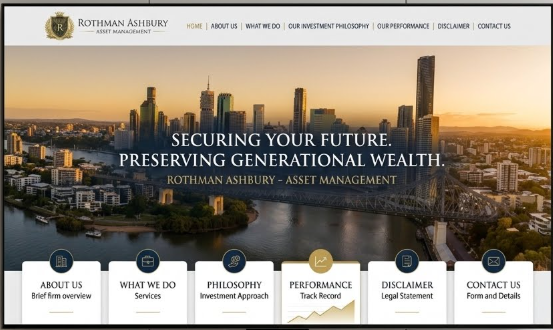 ROTHMAN ASHBURY
ASSET MANAGEMENT
HOME | ABOUT US | WHAT WE DO | OUR INVESTMENT PHILOSOPHY | OUR PERFORMANCE | DISCLAIMER | CONTACT US
SECURING YOUR FUTURE.
PRESERVING GENERATIONAL WEALTH.
ROTHMAN ASHBURY – ASSET MANAGEMENT
ABOUT US
Brief firm overview
WHAT WE DO
Services
PHILOSOPHY
Investment Approach
PERFORMANCE
Track Record
DISCLAIMER
Legal Statement
CONTACT US
Form and Details